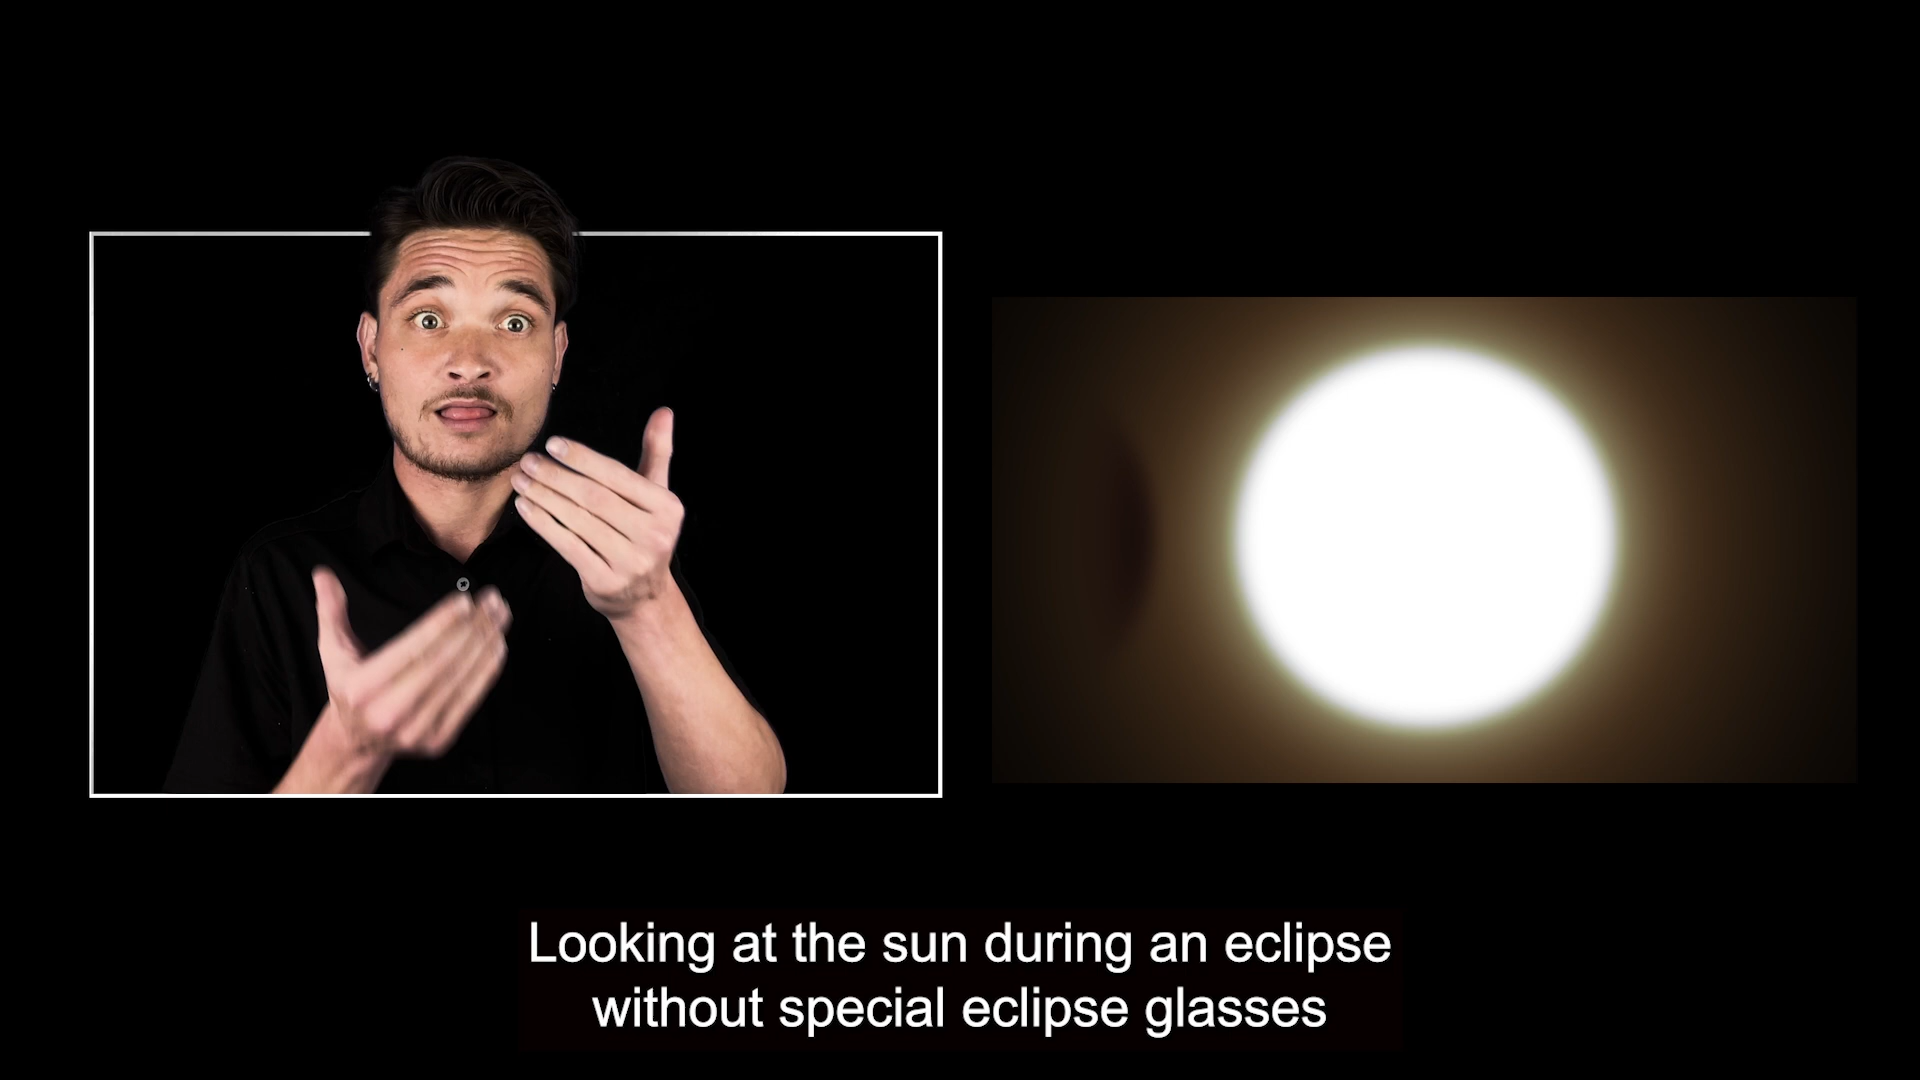 Looking at the sun during an eclipse
without special eclipse glasses